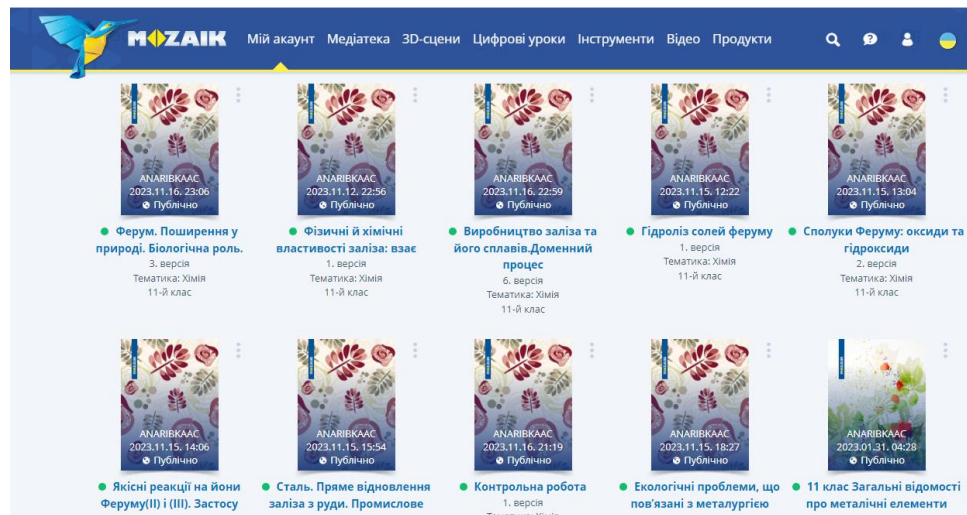 MOZAIK Мій акаунт Медіатека 3D-сцени Цифрові уроки Інструменти Відео Продукти
ANARIBKAAC
2023.11.16. 23:06
Публічно
Ферум. Поширення у
природі. Біологічна роль.
3. версія
Тематика: Хімія
11-й клас
ANARIBKAAC
2023.11.12. 22:56
Публічно
Фізичні й хімічні
властивості заліза: взає
1. версія
Тематика: Хімія
11-й клас
ANARIBKAAC
2023.11.16. 22:59
Публічно
Виробництво заліза та
його сплавів.Доменний
процес
6. версія
Тематика: Хімія
11-й клас
ANARIBKAAC
2023.11.15. 12:22
Публічно
Гідроліз солей феруму
1. версія
Тематика: Хімія
11-й клас
ANARIBKAAC
2023.11.15. 13:04
Публічно
Сполуки Феруму: оксиди та
гідроксиди
2. версія
Тематика: Хімія
11-й клас
ANARIBKAAC
2023.11.15. 14:06
Публічно
Якісні реакції на йони
Феруму(II) і (III). Застосу
ANARIBKAAC
2023.11.15. 15:54
Публічно
Сталь. Пряме відновлення
заліза з руди. Промислове
ANARIBKAAC
2023.11.16. 21:19
Публічно
Контрольна робота
1. версія
ANARIBKAAC
2023.11.15. 18:27
Публічно
Екологічні проблеми, що
пов'язані з металургією
ANARIBKAAC
2023.01.31. 04:28
Публічно
11 клас Загальні відомості
про металічні елементи